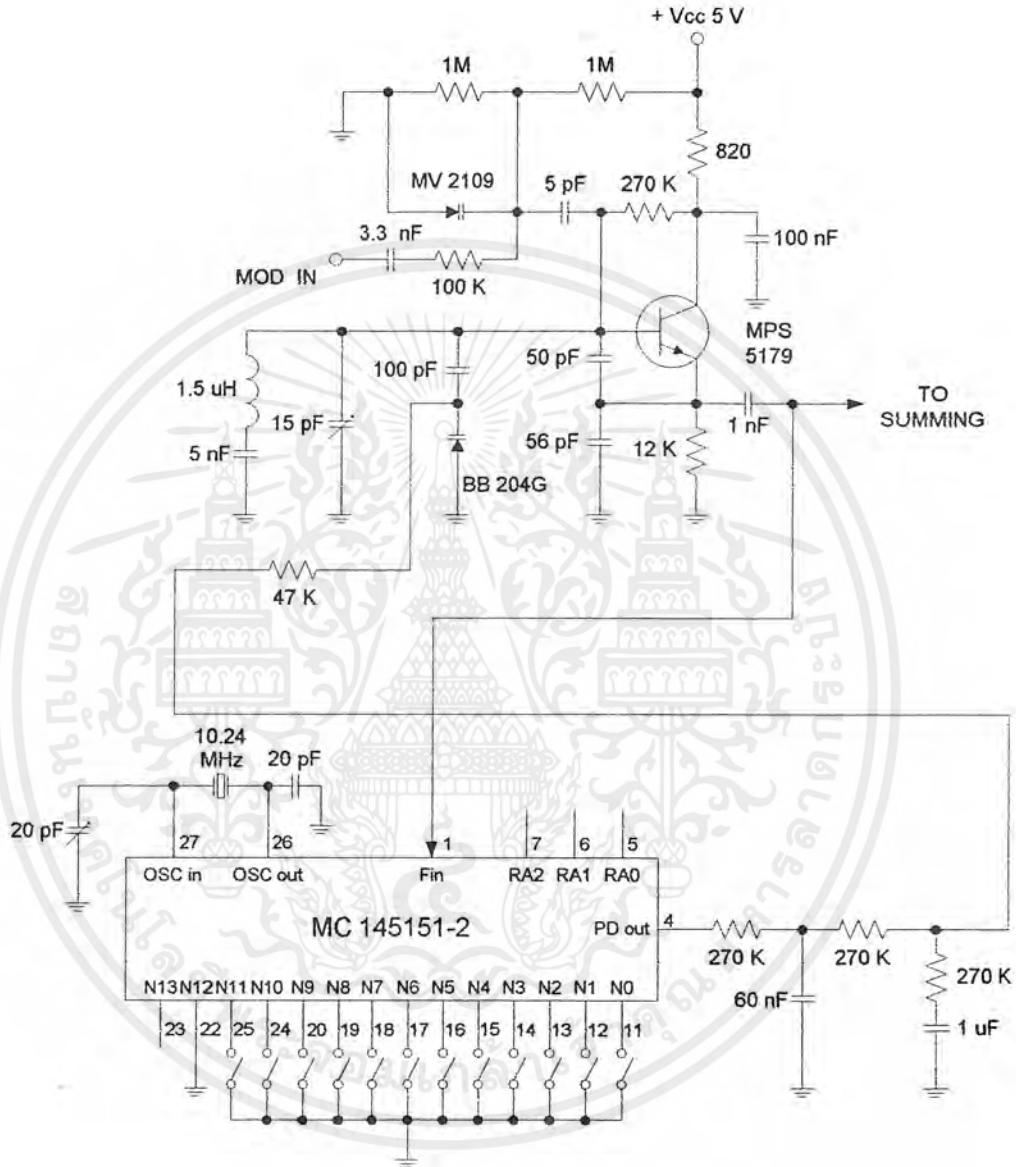 + Vcc 5 V
1M
1M
820
MV 2109
5 pF
270 K
3.3 nF
100 nF
MOD IN
100 K
MPS
5179
100 pF
50 pF
1.5 uH
15 pF
TO
SUMMING
1 nF
5 nF
56 pF
12 K
BB 204G
47 K
10.24
MHz
20 pF
20 pF
27
26
1
7
6
5
OSC in
OSC out
Fin
RA2
RA1
RA0
MC 145151-2
PD out
4
270 K
270 K
270 K
60 nF
1 uF
N13
N12
N11
N10
N9
N8
N7
N6
N5
N4
N3
N2
N1
N0
23
22
25
24
20
19
18
17
16
15
14
13
12
11